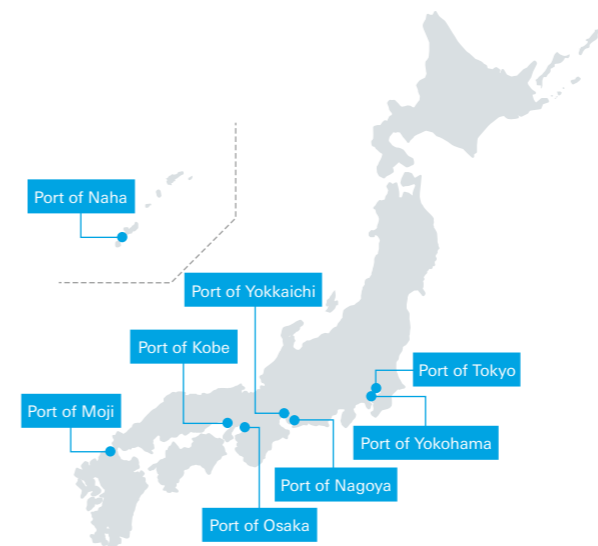 Port of Naha
Port of Yokkaichi
Port of Kobe
Port of Tokyo
Port of Moji
Port of Yokohama
Port of Nagoya
Port of Osaka